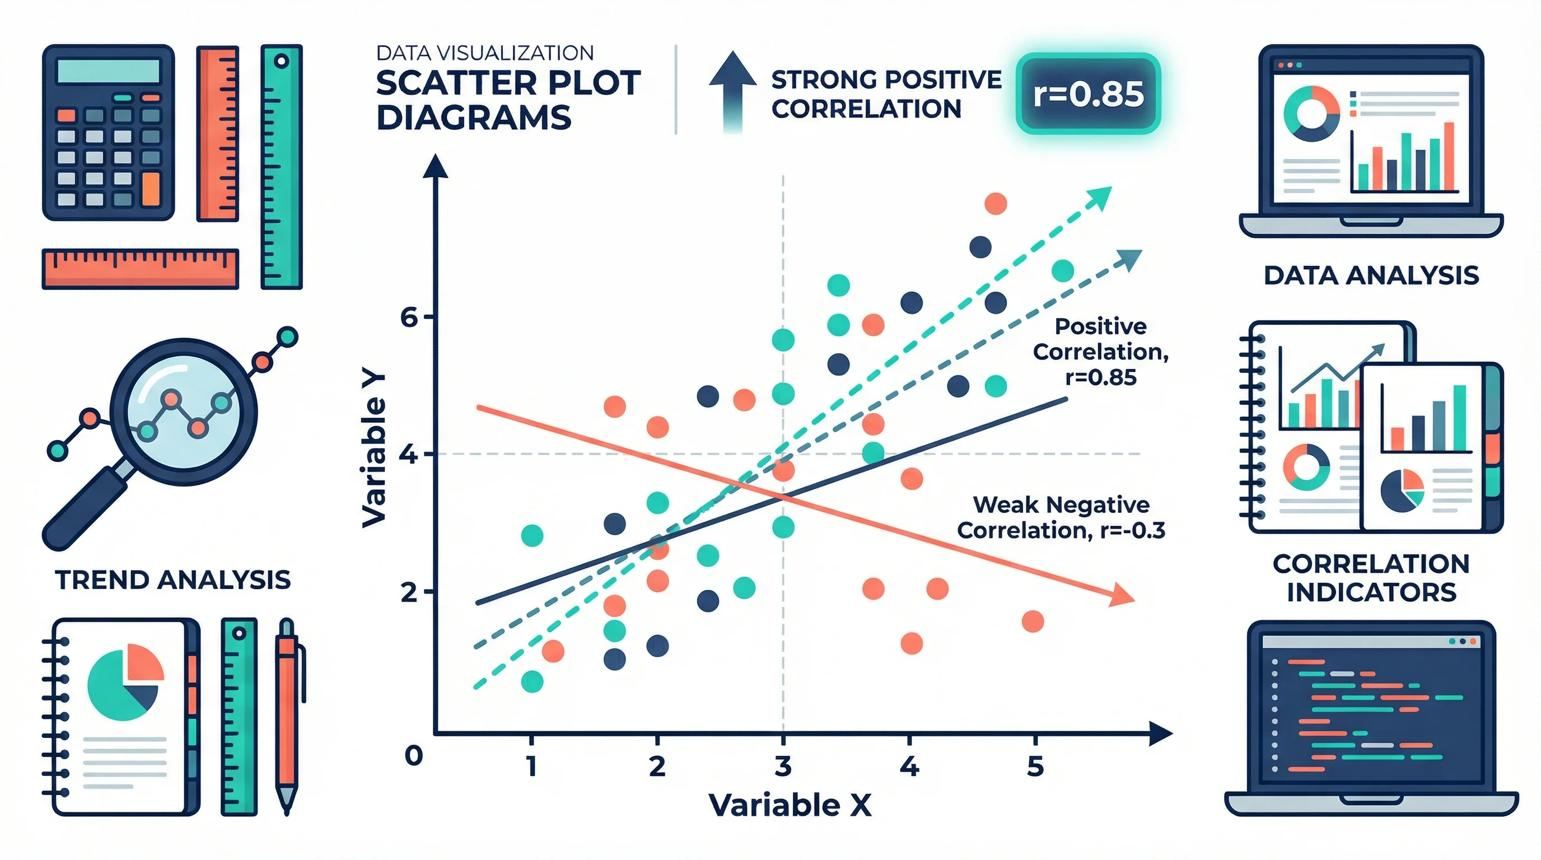 DATA VISUALIZATION
SCATTER PLOT
DIAGRAMS
STRONG POSITIVE
CORRELATION
r=0.85
DATA ANALYSIS
6
Positive
Correlation,
r=0.85
Variable Y
4
Weak Negative
Correlation, r=-0.3
TREND ANALYSIS
CORRELATION
INDICATORS
2
0
1 2 3 4 5
Variable X